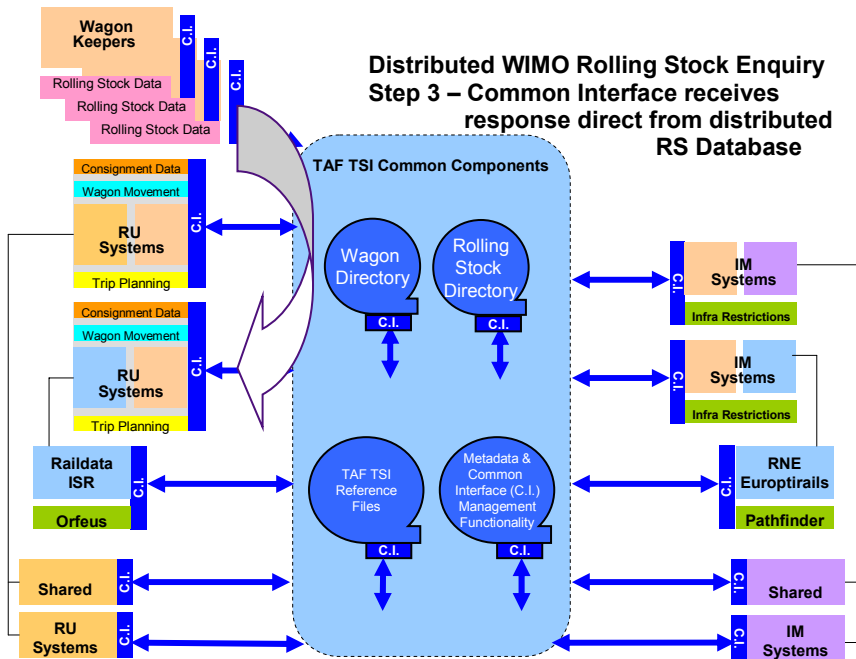 Wagon
Keepers
C.I.
C.I.
C.I.
Rolling Stock Data
Rolling Stock Data
Rolling Stock Data
Distributed WIMO Rolling Stock Enquiry
Step 3 – Common Interface receives
response direct from distributed
RS Database
TAF TSI Common Components
Consignment Data
Wagon Movement
RU
Systems
Trip Planning
C.I.
Consignment Data
Wagon Movement
RU
Systems
Trip Planning
C.I.
Raildata
ISR
Orfeus
C.I.
Shared
C.I.
RU
Systems
C.I.
Wagon
Directory
C.I.
Rolling
Stock
Directory
C.I.
TAF TSI
Reference
Files
C.I.
Metadata &
Common
Interface (C.I.)
Management
Functionality
C.I.
C.I.
IM
Systems
Infra Restrictions
C.I.
IM
Systems
Infra Restrictions
C.I.
RNE
Europtirails
Pathfinder
C.I.
Shared
C.I.
IM
Systems